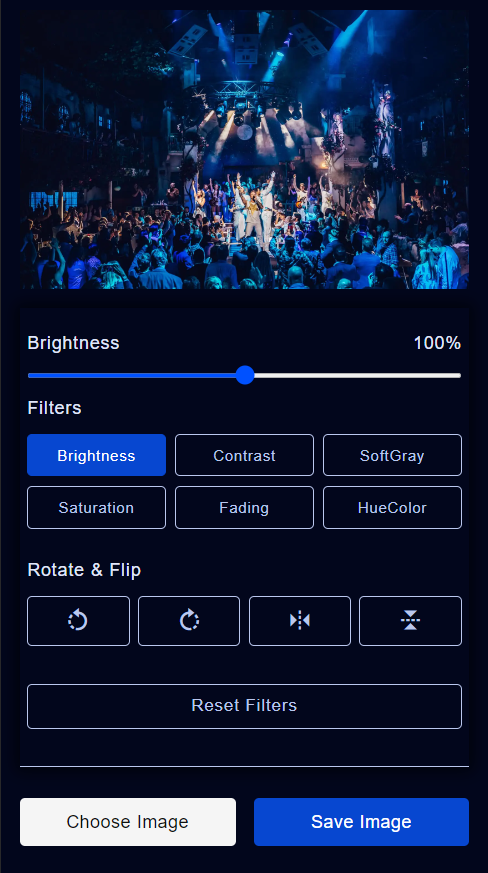 Brightness 100%
Filters
Brightness Contrast SoftGray
Saturation Fading HueColor
Rotate & Flip
Reset Filters
Choose Image Save Image